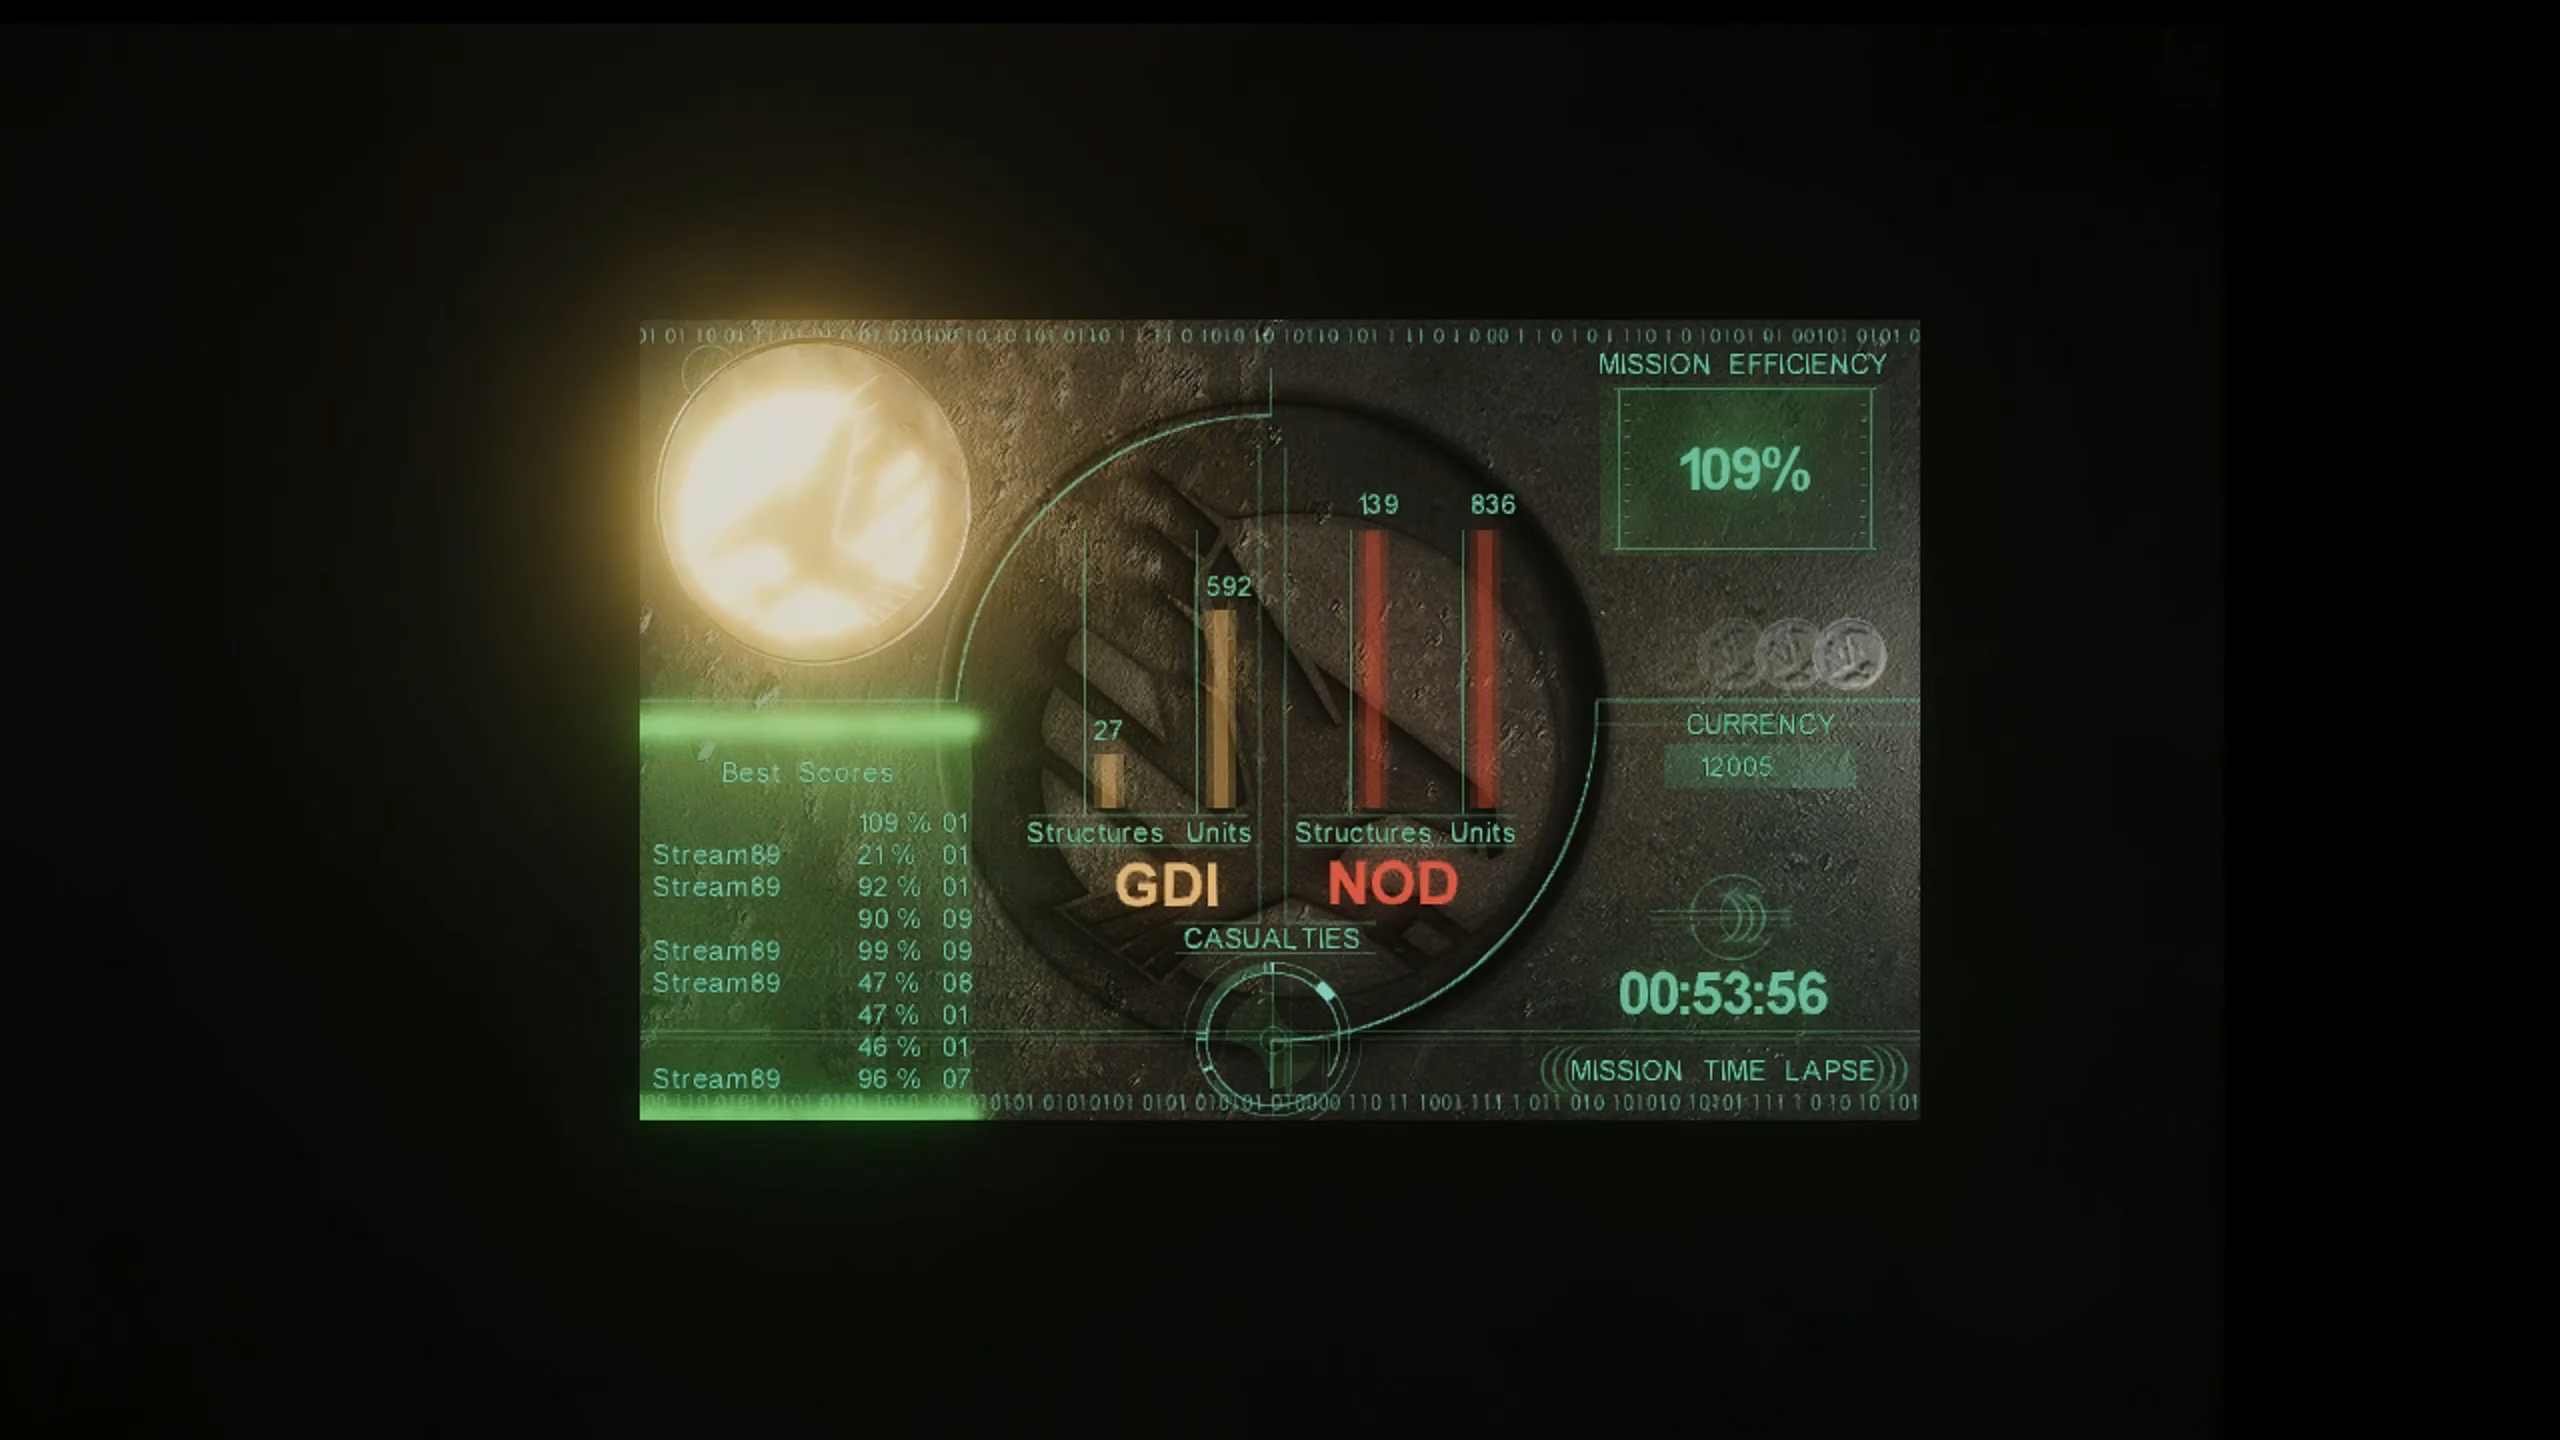 MISSION EFFICIENCY
109%
139
836
592
27
CURRENCY
12005
Best Scores
109 % 01
Stream89 21 % 01
Stream89 92 % 01
90 % 09
Stream89 99 % 09
Stream89 47 % 08
47 % 01
46 % 01
Stream89 96 % 07
Structures Units
Structures Units
GDI
NOD
CASUALTIES
00:53:56
MISSION TIME LAPSE